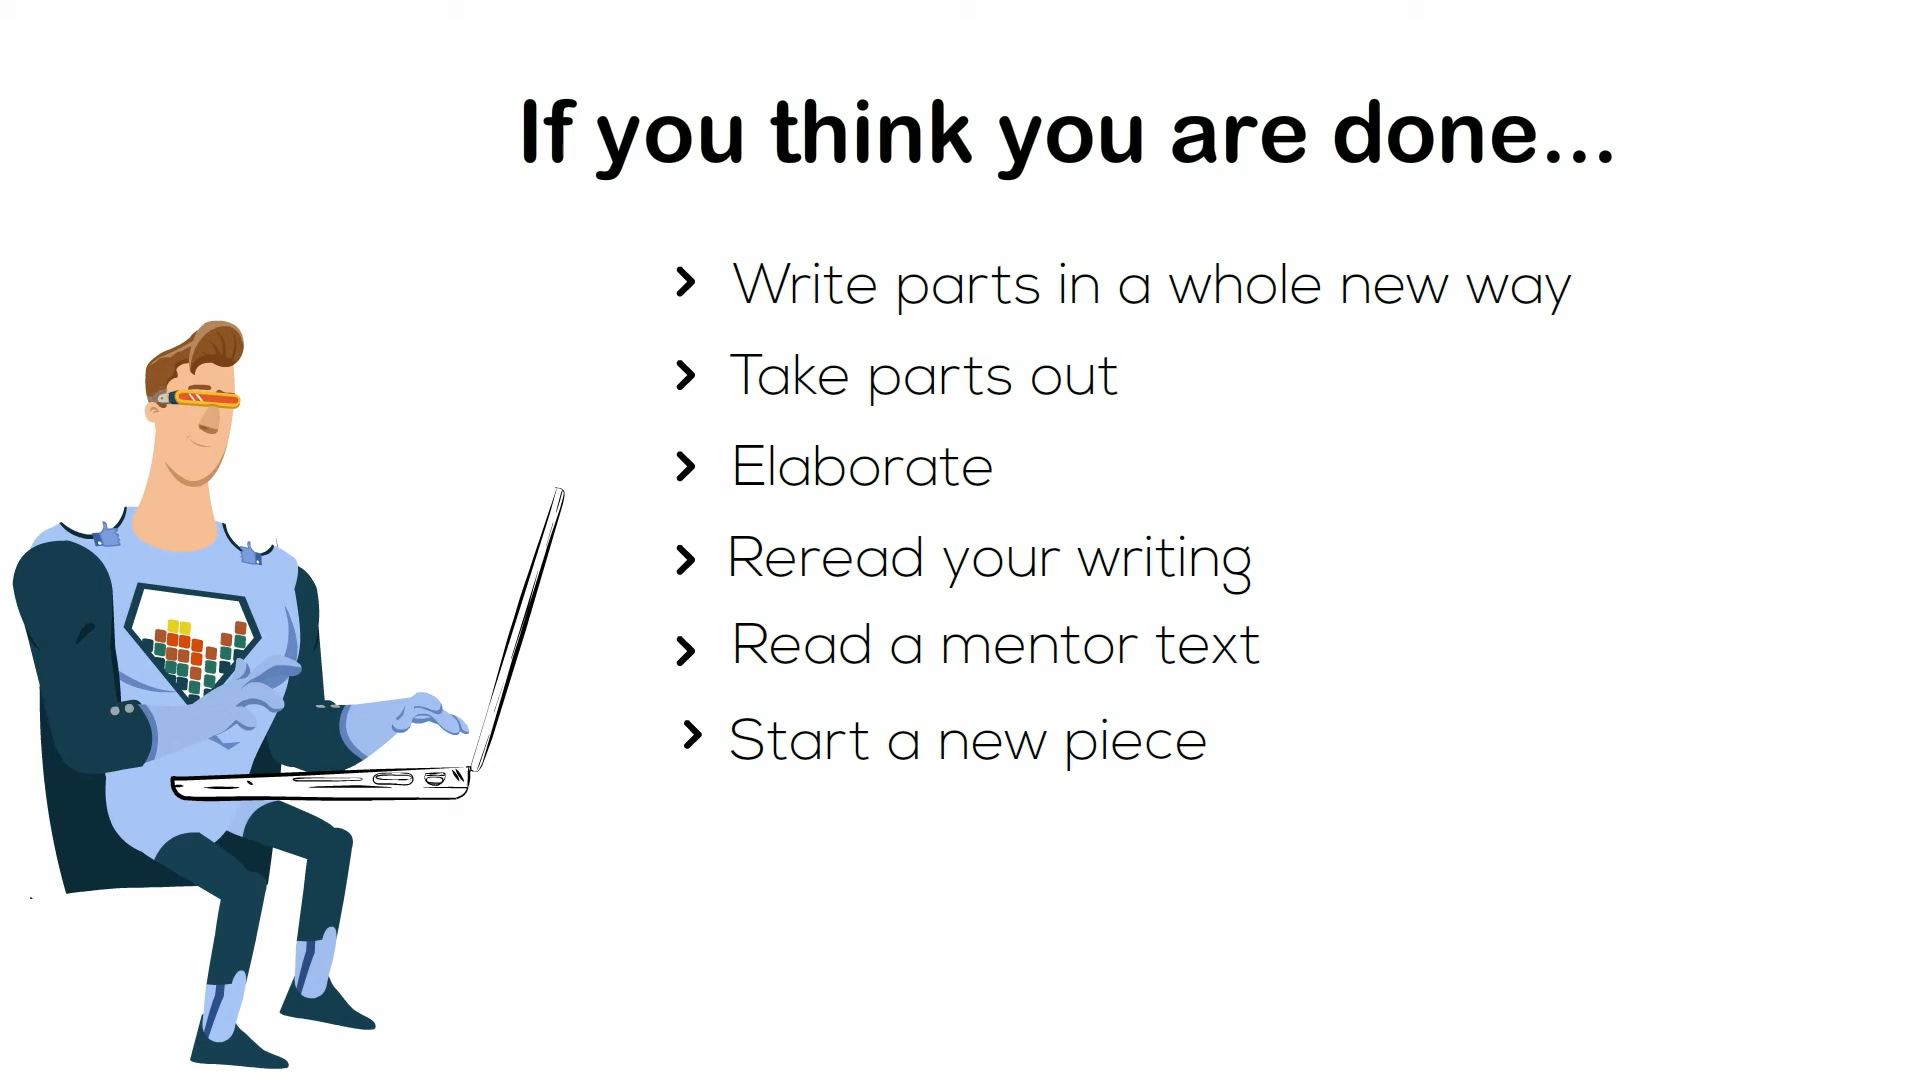 If you think you are done...
Write parts in a whole new way
Take parts out
Elaborate
Reread your writing
Read a mentor text
Start a new piece